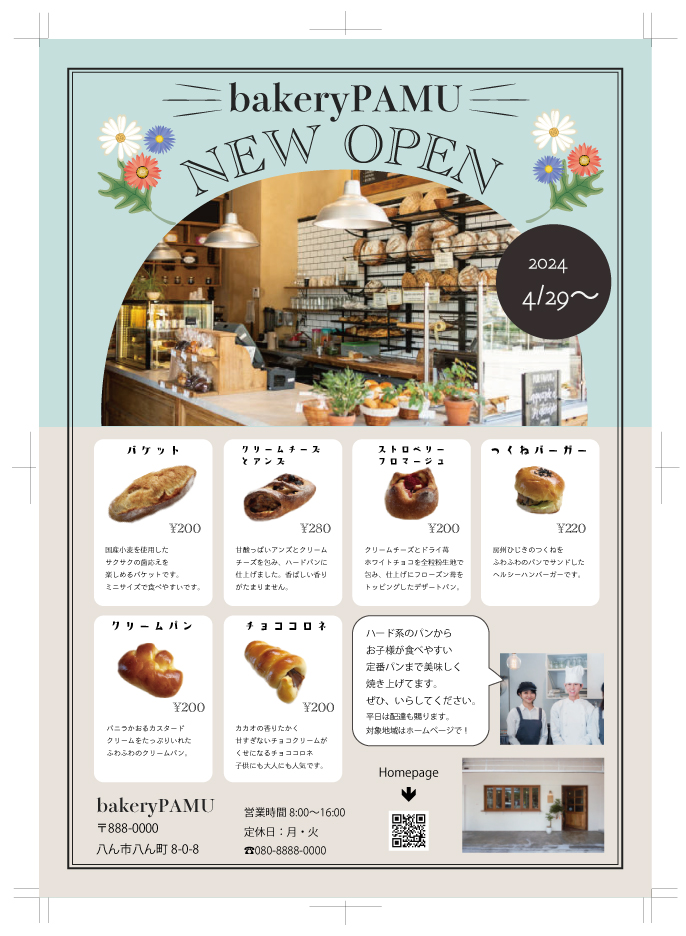 bakeryPAMU
NEW OPEN
2024
4/29〜
バゲット
¥200
国産小麦を使用した
サクサクの歯応えを
楽しめるバケットです。
ミニサイズで食べやすいです。
クリームチーズ
とアンズ
¥280
甘酸っぱいアンズとクリーム
チーズを包み、ハードパンに
仕上げました。香ばしい香り
がたまりません。
ストロベリー
フロマージュ
¥200
クリームチーズとドライ苺
ホワイトチョコを全粒粉生地で
包み、仕上げにフローズン苺を
トッピングしたデザートパン。
つくねバーガー
¥220
房州ひじきのつくねを
ふわふわのパンでサンドした
ヘルシーハンバーガーです。
クリームパン
¥200
バニラかおるカスタード
クリームをたっぷりいれた
ふわふわのクリームパン。
チョココロネ
¥200
カカオの香りたかく
甘すぎないチョコクリームが
くせになるチョココロネ
子供にも大人にも人気です。
ハード系のパンから
お子様が食べやすい
定番パンまで美味しく
焼き上げてます。
ぜひ、いらしてください。
平日は配達も賜ります。
対象地域はホームページで！
Homepage
bakeryPAMU
〒888-0000
八ん市八ん町 8-0-8
営業時間 8:00〜16:00
定休日：月・火
☎080-8888-0000